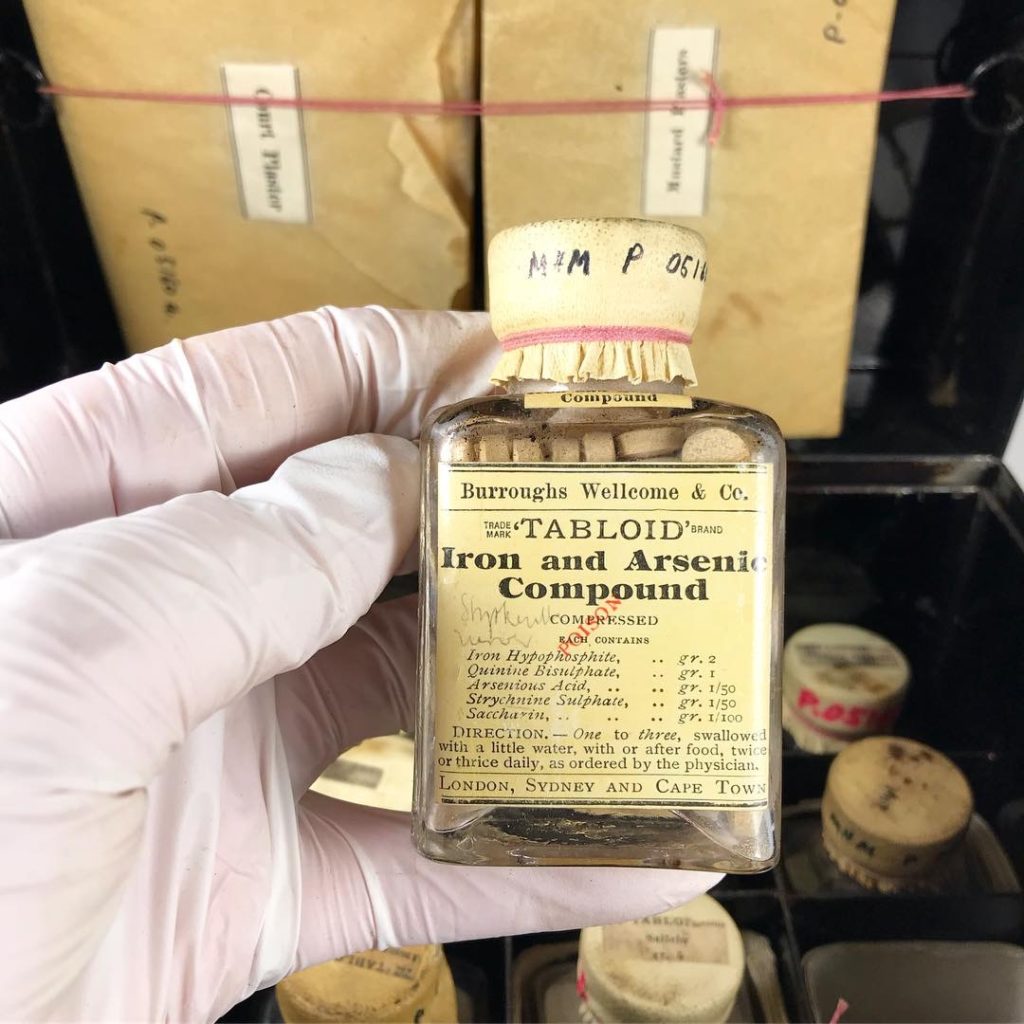 P.0
Court Plaster
Mustard Plasters
P.05104
M+M P 051
Compound
Burroughs Wellcome & Co.
TRADE MARK 'TABLOID' BRAND
Iron and Arsenic
Compound
COMPRESSED
POISON
EACH CONTAINS
Iron Hypophosphite, .. gr. 2
Quinine Bisulphate, .. gr. 1
Arsenious Acid, .. .. gr. 1/50
Strychnine Sulphate, .. gr. 1/50
Saccharin, .. .. .. gr. 1/100
DIRECTION.—One to three, swallowed
with a little water, with or after food, twice
or thrice daily, as ordered by the physician.
LONDON, SYDNEY AND CAPE TOWN
P.051
M+M P